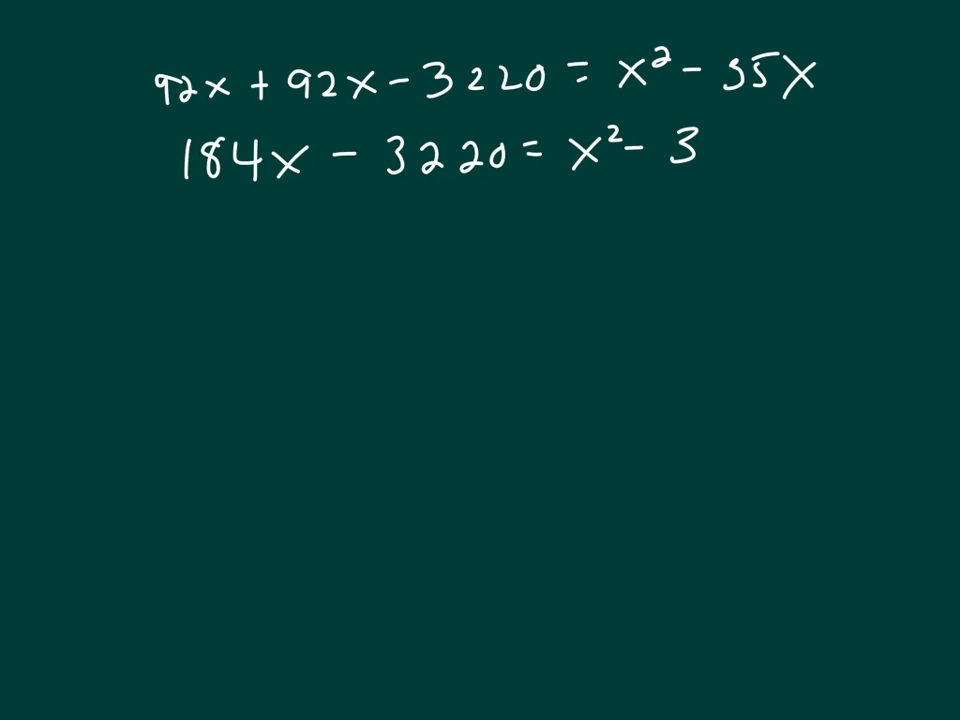 92x + 92x - 3220 = x² - 35x
184x - 3220 = x² - 3